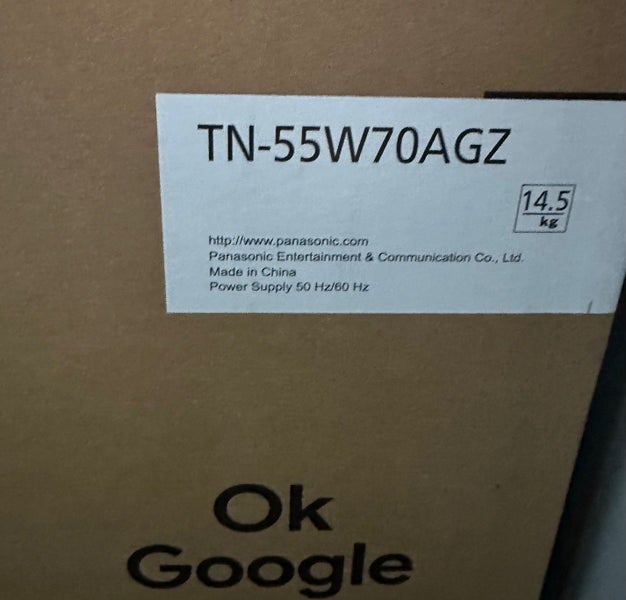 TN-55W70AGZ
14.5
kg
http://www.panasonic.com
Panasonic Entertainment & Communication Co., Ltd.
Made in China
Power Supply 50 Hz/60 Hz
Ok
Google